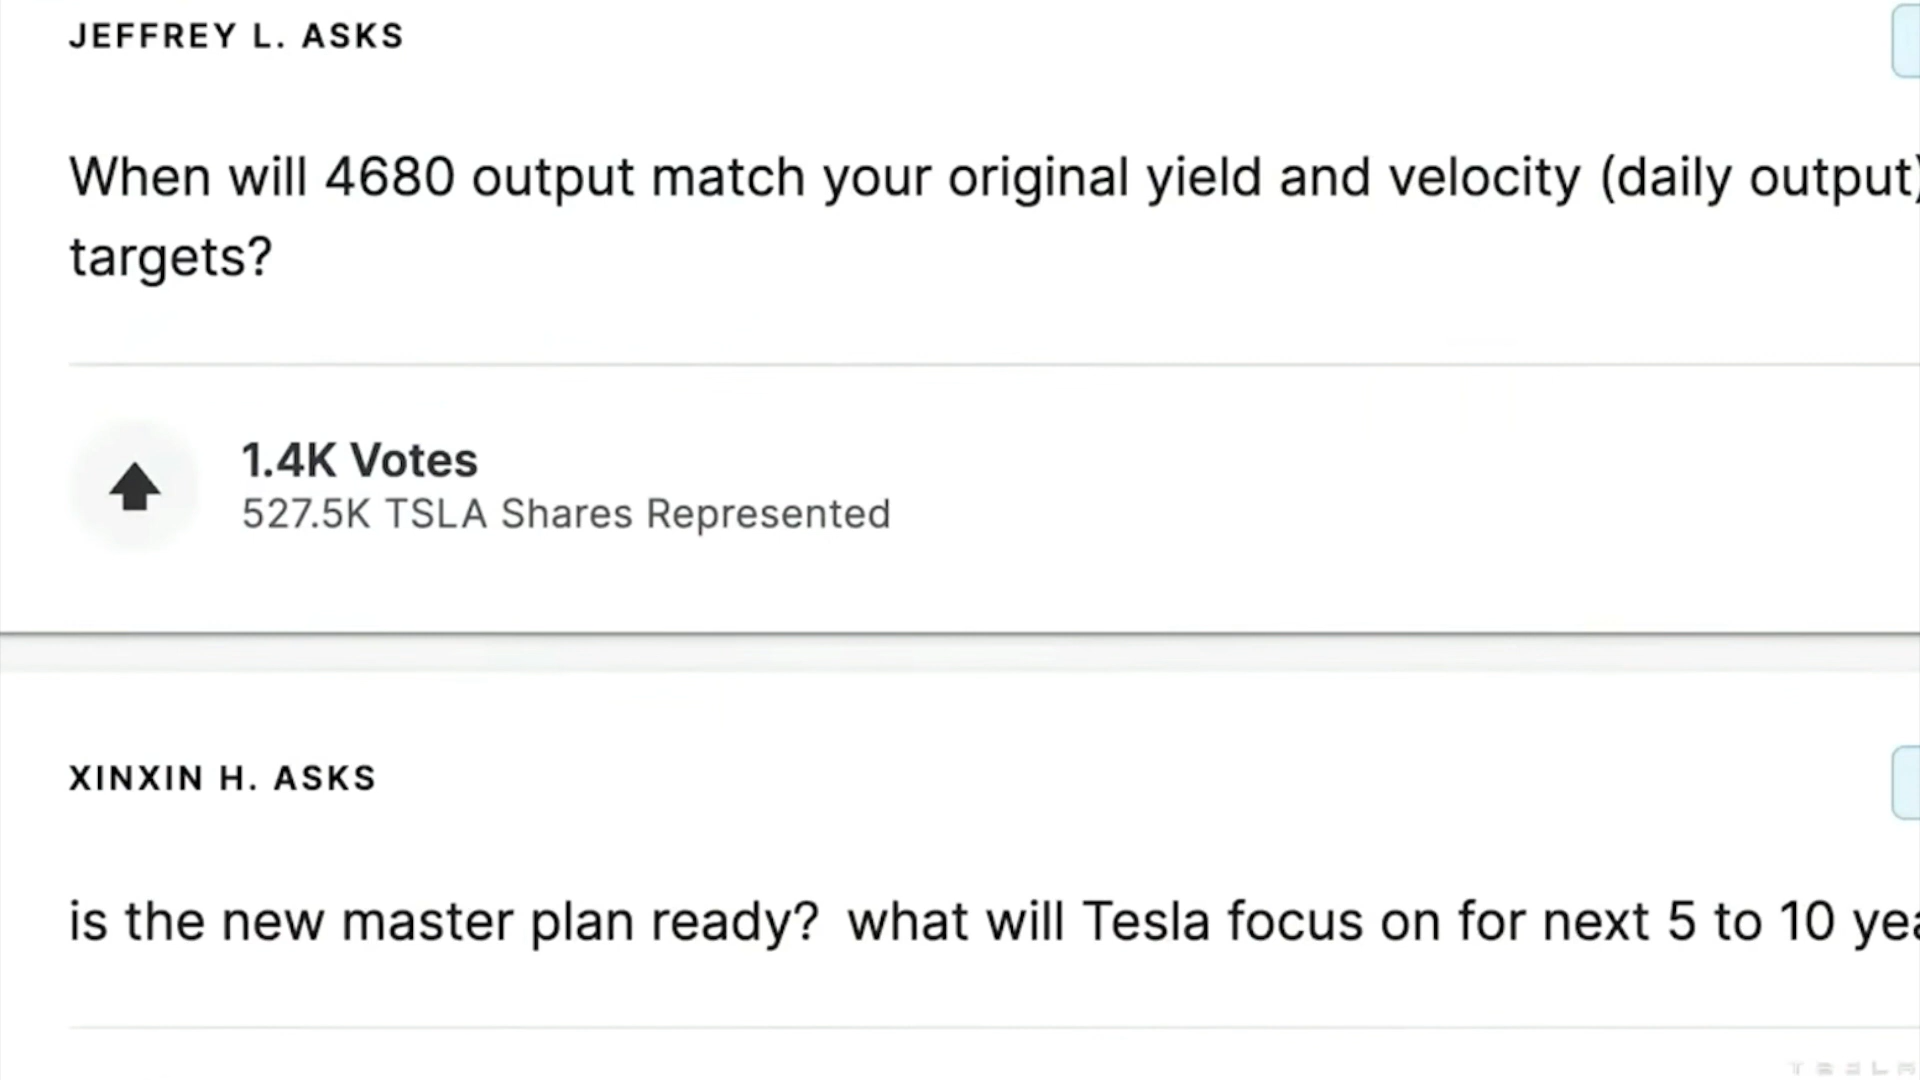 JEFFREY L. ASKS
When will 4680 output match your original yield and velocity (daily output)
targets?
1.4K Votes
527.5K TSLA Shares Represented
XINXIN H. ASKS
is the new master plan ready? what will Tesla focus on for next 5 to 10
TESLA